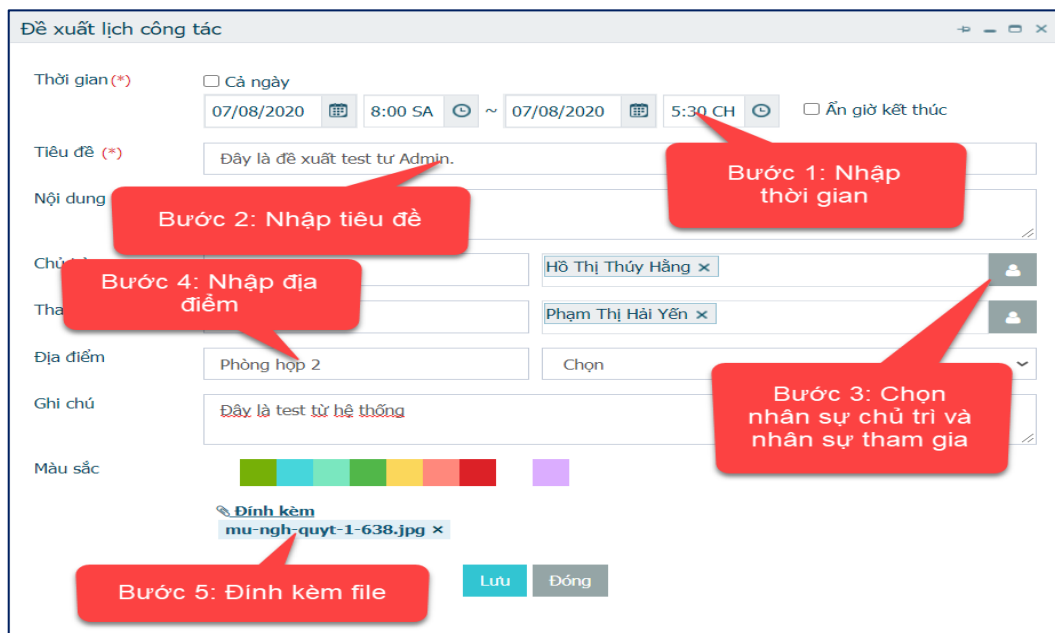 Đề xuất lịch công tác
Thời gian (*)
Cả ngày
07/08/2020 8:00 SA ~ 07/08/2020 5:30 CH Ẩn giờ kết thúc
Tiêu đề (*) Đây là đề xuất test tư Admin.
Bước 1: Nhập
thời gian
Nội dung
Bước 2: Nhập tiêu đề
Hồ Thị Thúy Hằng ×
Bước 4: Nhập địa
điểm
Phạm Thị Hải Yến ×
Địa điểm Phòng họp 2 Chọn
Bước 3: Chọn
nhân sự chủ trì và
nhân sự tham gia
Ghi chú Đây là test từ hệ thống
Màu sắc
Đính kèm
mu-ngh-quyt-1-638.jpg ×
Bước 5: Đính kèm file
Lưu Đóng